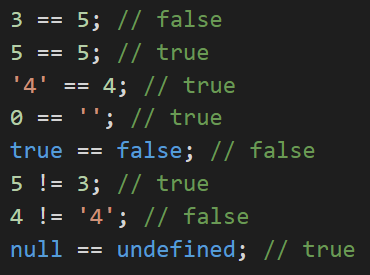 3 == 5; // false
5 == 5; // true
'4' == 4; // true
0 == ''; // true
true == false; // false
5 != 3; // true
4 != '4'; // false
null == undefined; // true